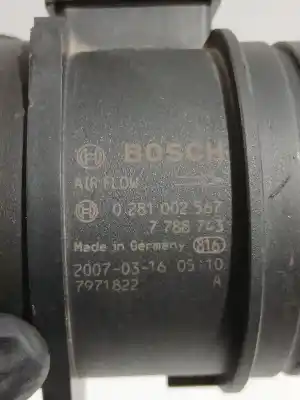 BOSCH
AIR FLOW
0 281 002 567
7 788 743
Made in Germany 816
2007-03-16 05:10
7971822 A